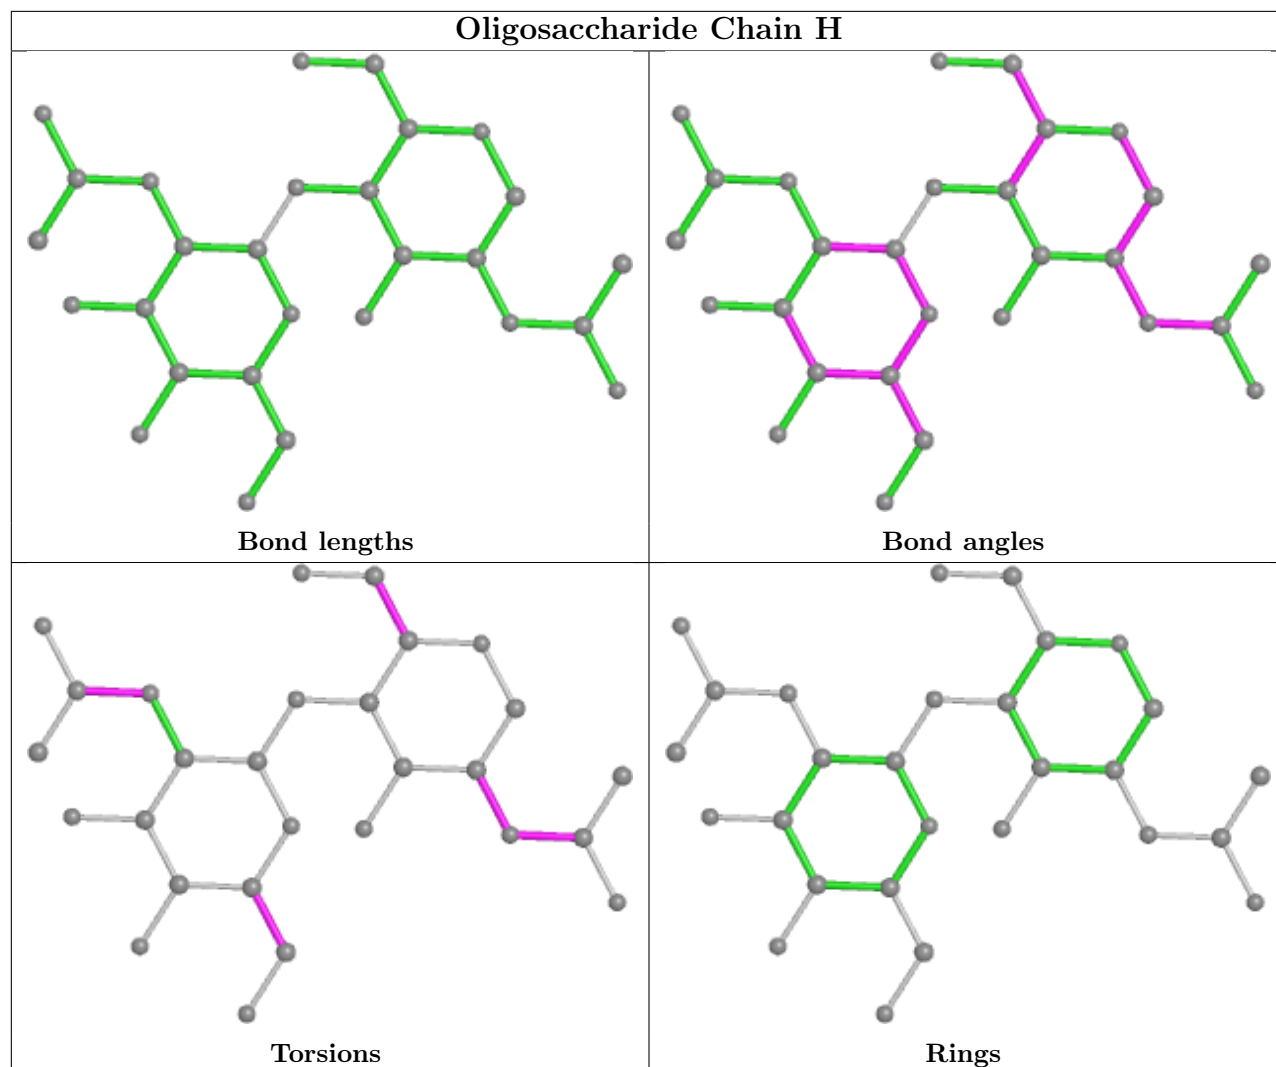 Oligosaccharide Chain H
Bond lengths
Bond angles
Torsions
Rings